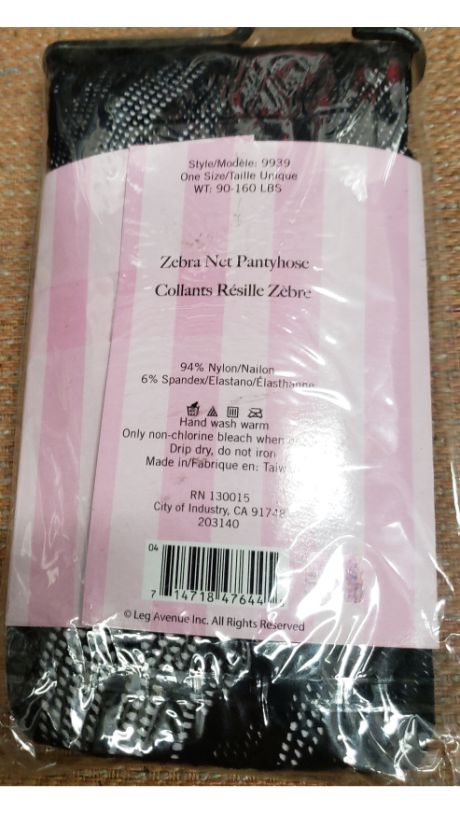 Style/Modèle: 9939
One Size/Taille Unique
WT: 90-160 LBS
Zebra Net Pantyhose
Collants Résille Zèbre
94% Nylon/Nailon
6% Spandex/Elastano/Élasthanne
Hand wash warm
Only non-chlorine bleach when
Drip dry, do not iron
Made in/Fabrique en:
RN 130015
City of Industry, CA 91748
203140
04
7 14718 47644
© Leg Avenue Inc. All Rights Reserved